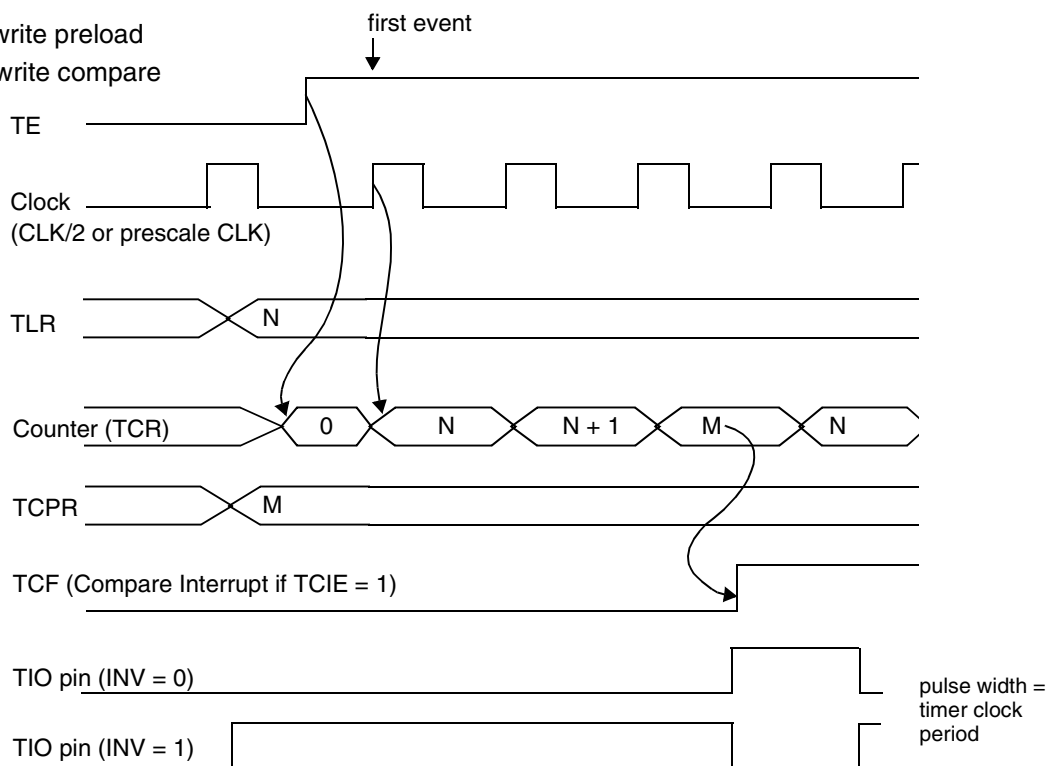 write preload
first event
write compare
TE
Clock
(CLK/2 or prescale CLK)
TLR
N
Counter (TCR)
0
N
N + 1
M
N
TCPR
M
TCF (Compare Interrupt if TCIE = 1)
TIO pin (INV = 0)
pulse width =
timer clock
period
TIO pin (INV = 1)